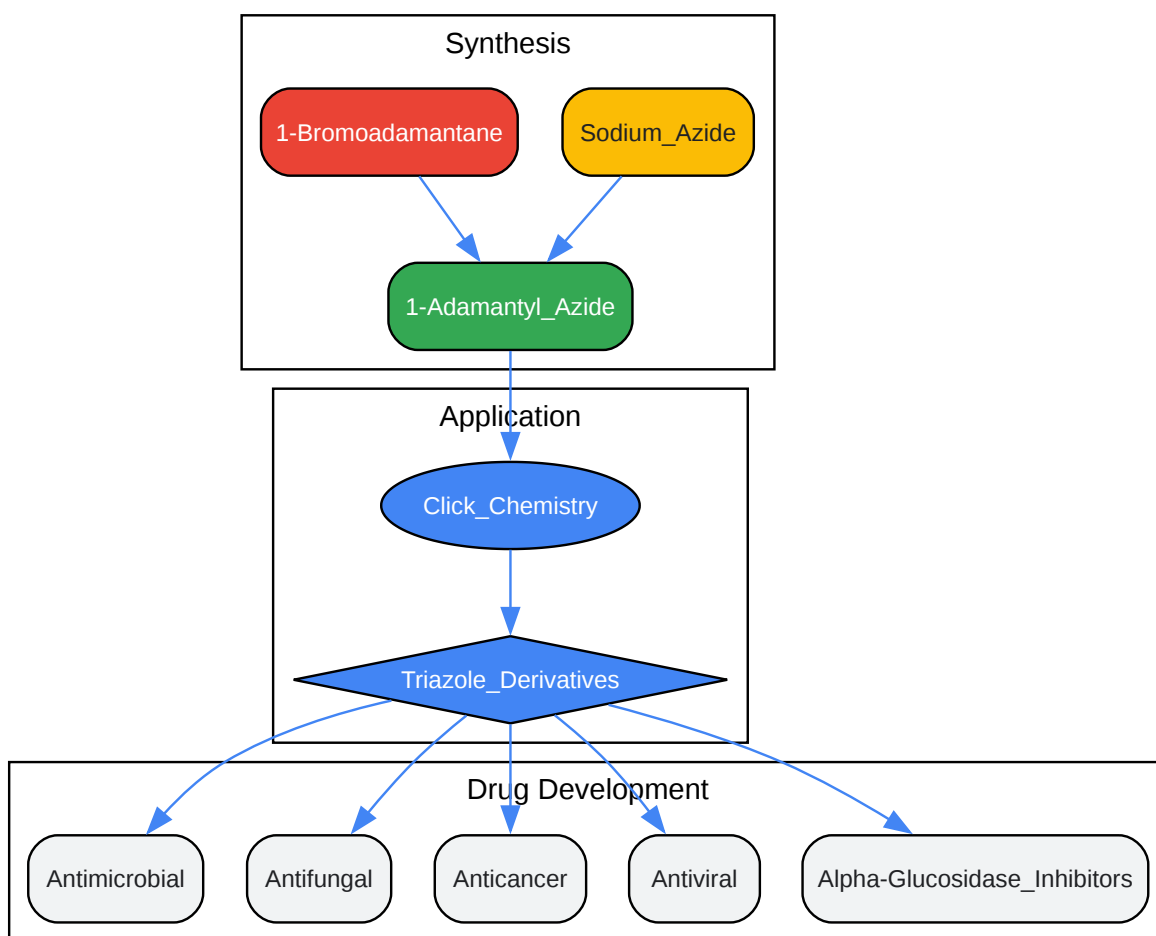 Synthesis
1-Bromoadamantane
Sodium_Azide
1-Adamantyl_Azide
Application
Click_Chemistry
Triazole_Derivatives
Drug Development
Antimicrobial
Antifungal
Anticancer
Antiviral
Alpha-Glucosidase_Inhibitors